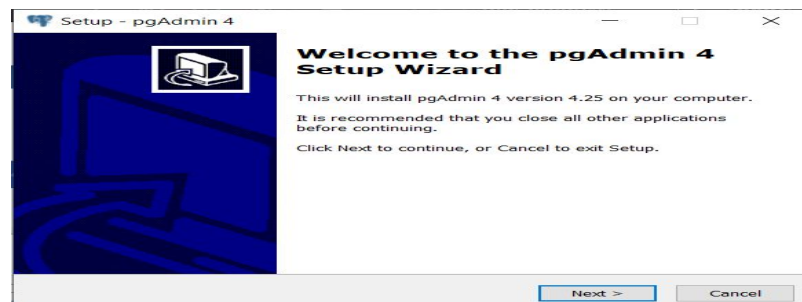 Setup - pgAdmin 4
Welcome to the pgAdmin 4
Setup Wizard
This will install pgAdmin 4 version 4.25 on your computer.
It is recommended that you close all other applications
before continuing.
Click Next to continue, or Cancel to exit Setup.
Next >
Cancel